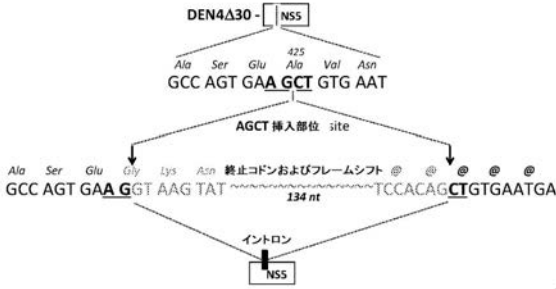 DEN4Δ30 - NS5
425
Ala Ser Glu Ala Val Asn
GCC AGT GAA GCT GTG AAT
AGCT 挿入部位 site
Ala Ser Glu Gly Lys Asn 終止コドンおよびフレームシフト @ @ @ @ @
GCC AGT GAA GGT AAG TAT ~~~~~~~~~~~~~~~~~~~~ TCCACAGCTGTGAATGA
134 nt
イントロン
NS5